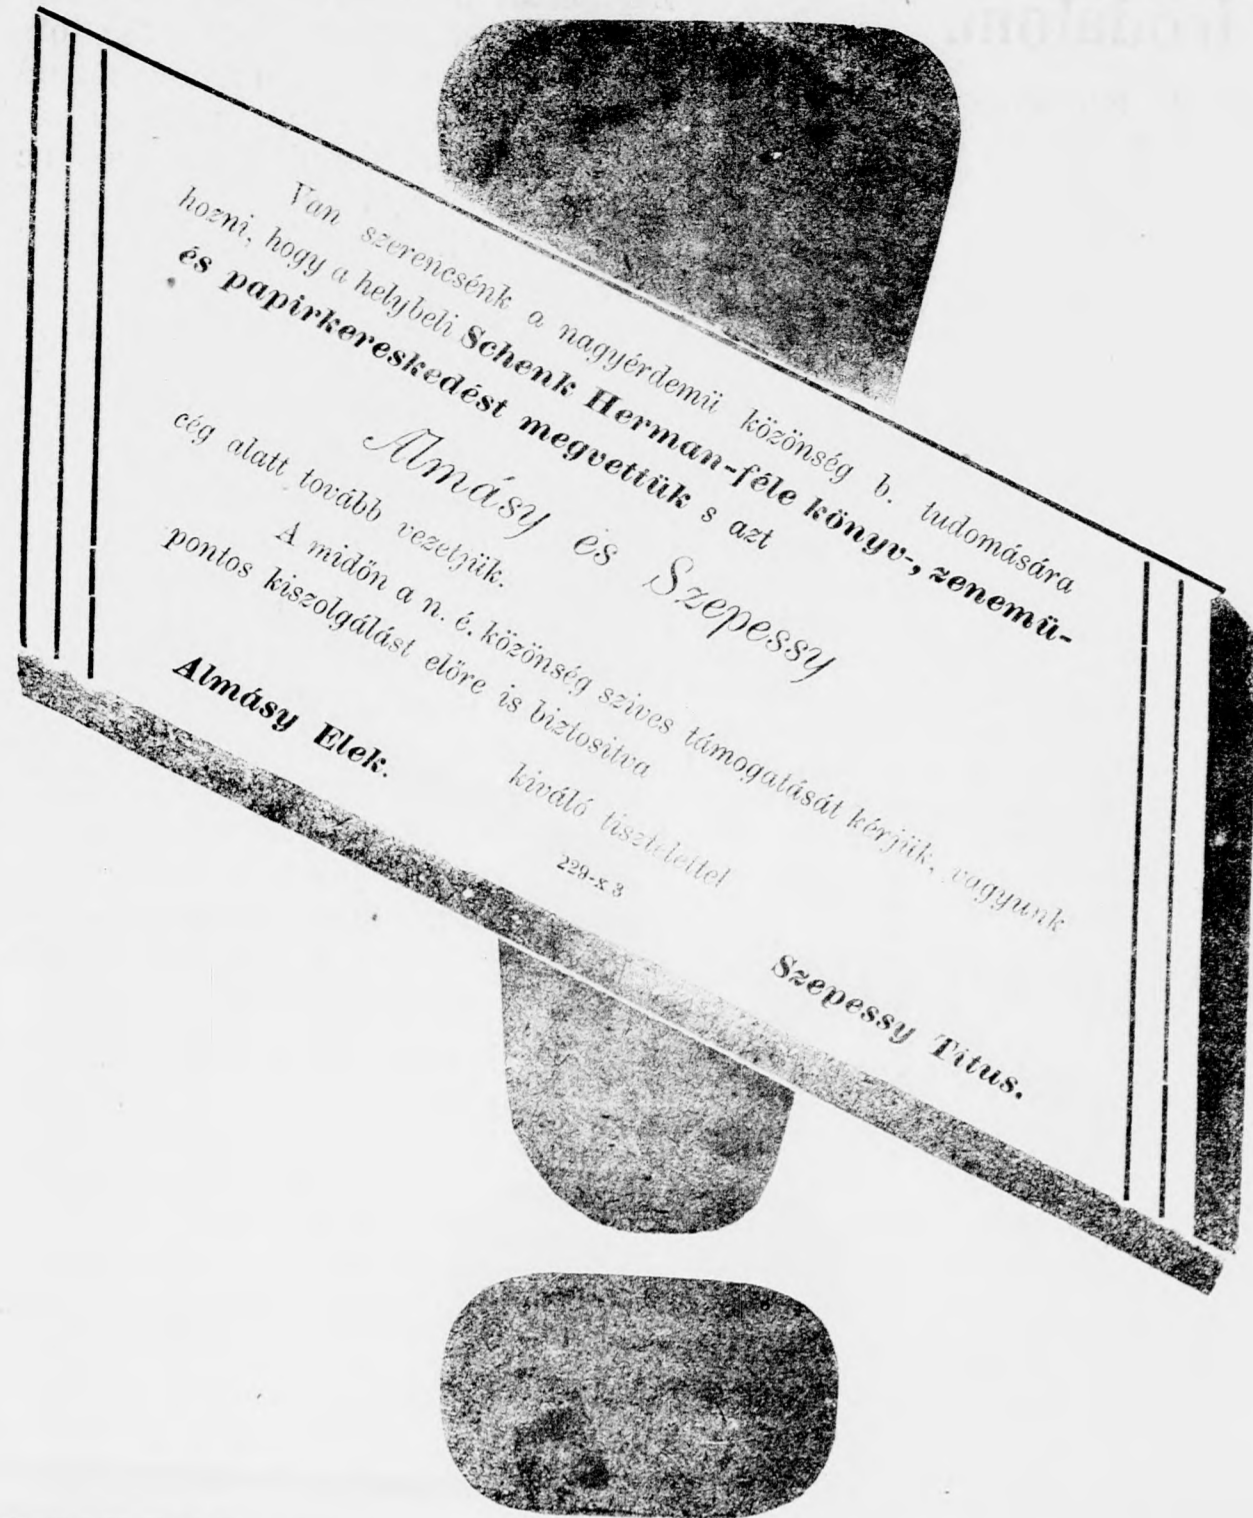 Van szerencsénk a nagyérdemü közönség b. tudomására
hozni, hogy a helybeli Schenk Herman-féle könyv-, zenemü-
és papirkereskedést megvettük s azt
Almásy és Szepessy
cég alatt tovább vezetjük.
A midőn a n. é. közönség szives támogatását kérjük, vagyunk
pontos kiszolgálást előre is biztositva
kiváló tisztelettel
Almásy Elek.
Szepessy Titus.
229-x 3